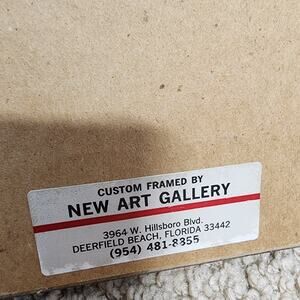 CUSTOM FRAMED BY
NEW ART GALLERY
3964 W. Hillsboro Blvd.
DEERFIELD BEACH, FLORIDA 33442
(954) 481-8355